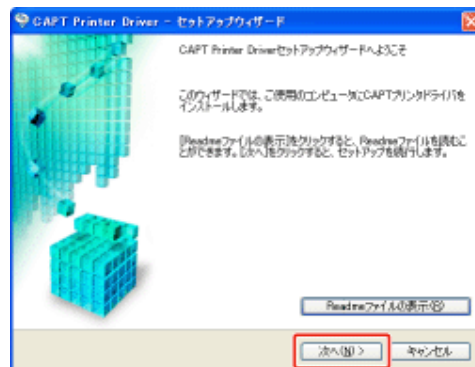 CAPT Printer Driver - セットアップウィザード
CAPT Printer Driverセットアップウィザードへようこそ
このウィザードでは、ご使用のコンピュータにCAPTプリンタドライバを
インストールします。
[Readmeファイルの表示]をクリックすると、Readmeファイルを読むこ
とができます。[次へ]をクリックすると、セットアップを続行します。
Readmeファイルの表示(R)
次へ(N) >
キャンセル